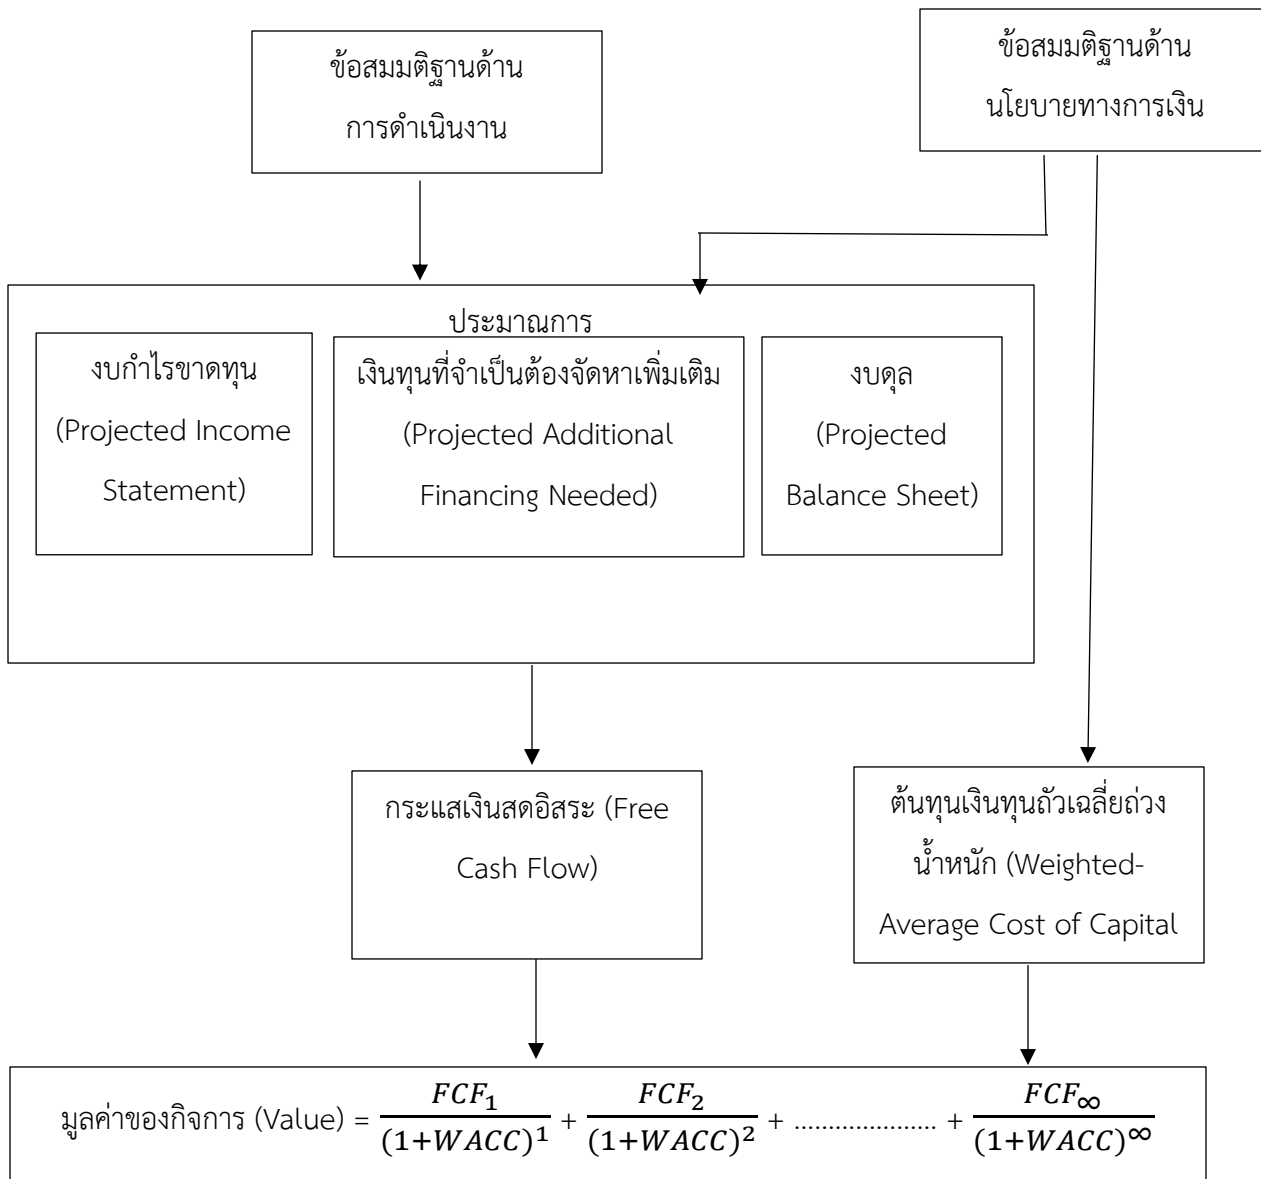 ข้อสมมติฐานด้าน
การดำเนินงาน
ข้อสมมติฐานด้าน
นโยบายทางการเงิน
ประมาณการ
งบกำไรขาดทุน
(Projected Income
Statement)
เงินทุนที่จำเป็นต้องจัดหาเพิ่มเติม
(Projected Additional
Financing Needed)
งบดุล
(Projected
Balance Sheet)
กระแสเงินสดอิสระ (Free
Cash Flow)
ต้นทุนเงินทุนถัวเฉลี่ยถ่วง
น้ำหนัก (Weighted-
Average Cost of Capital
มูลค่าของกิจการ (Value) = FCF₁/(1+WACC)¹ + FCF₂/(1+WACC)² + ..................... + FCF∞/(1+WACC)^∞